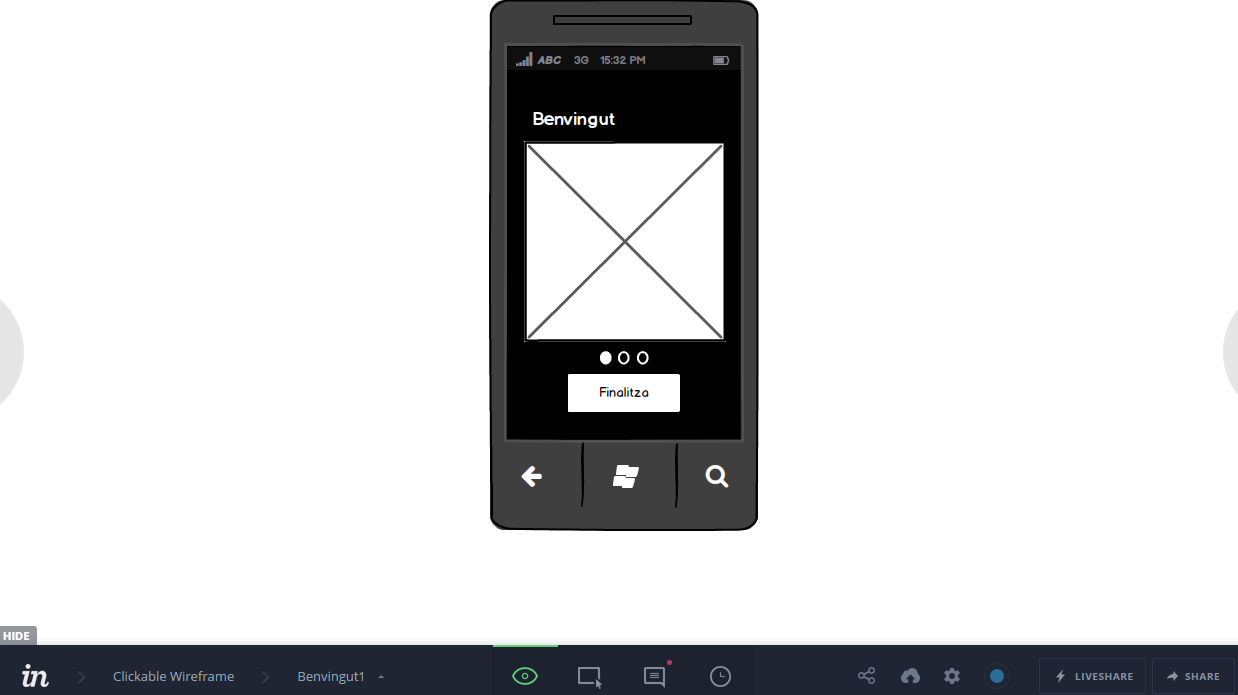 ABC 3G 15:32 PM
Benvingut
Finalitza
HIDE
in Clickable Wireframe Benvingut1 LIVESHARE SHARE